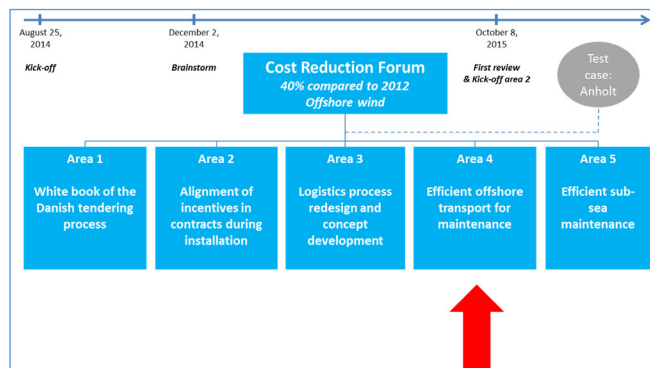 August 25,
2014
December 2,
2014
October 8,
2015
Kick-off
Brainstorm
First review
& Kick-off area 2
Cost Reduction Forum
40% compared to 2012
Offshore wind
Test
case:
Anholt
Area 1
White book of the
Danish tendering
process
Area 2
Alignment of
incentives in
contracts during
installation
Area 3
Logistics process
redesign and
concept
development
Area 4
Efficient offshore
transport for
maintenance
Area 5
Efficient sub-
sea
maintenance